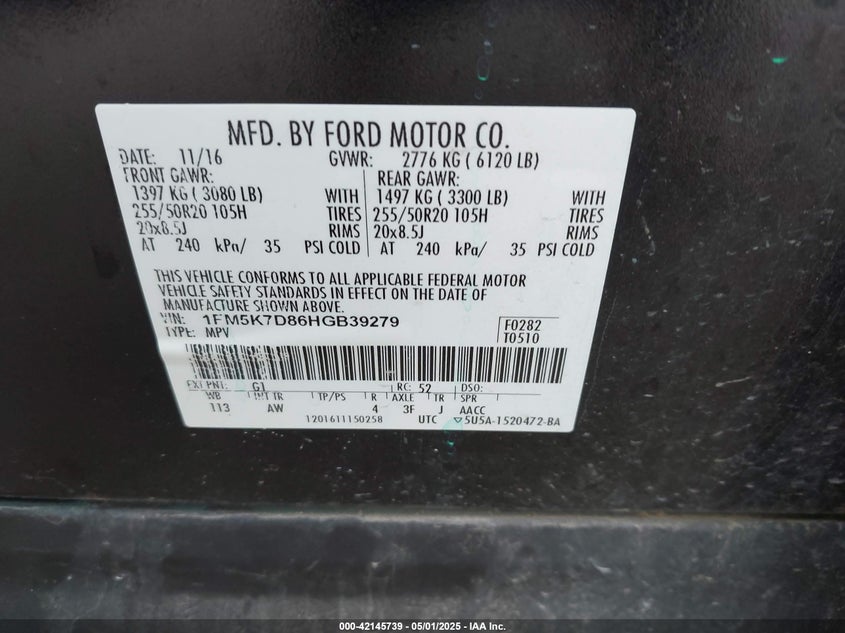 MFD. BY FORD MOTOR CO.
DATE: 11/16 GVWR: 2776 KG ( 6120 LB)
FRONT GAWR: REAR GAWR:
1397 KG ( 3080 LB) WITH 1497 KG ( 3300 LB) WITH
255/50R20 105H TIRES 255/50R20 105H TIRES
20x8.5J RIMS 20x8.5J RIMS
AT 240 kPa/ 35 PSI COLD AT 240 kPa/ 35 PSI COLD
THIS VEHICLE CONFORMS TO ALL APPLICABLE FEDERAL MOTOR
VEHICLE SAFETY STANDARDS IN EFFECT ON THE DATE OF
MANUFACTURE SHOWN ABOVE.
VIN: 1FM5K7D86HGB39279 F0282
TYPE: MPV T0510
EXT PNT: G1 RC: 52 DSO:
WB INT TR TP/PS R AXLE TR SPR
113 AW 4 3F J AACC
1201611150258 UTC ▽5U5A-1520472-BA
000-42145739 - 05/01/2025 - IAA Inc.